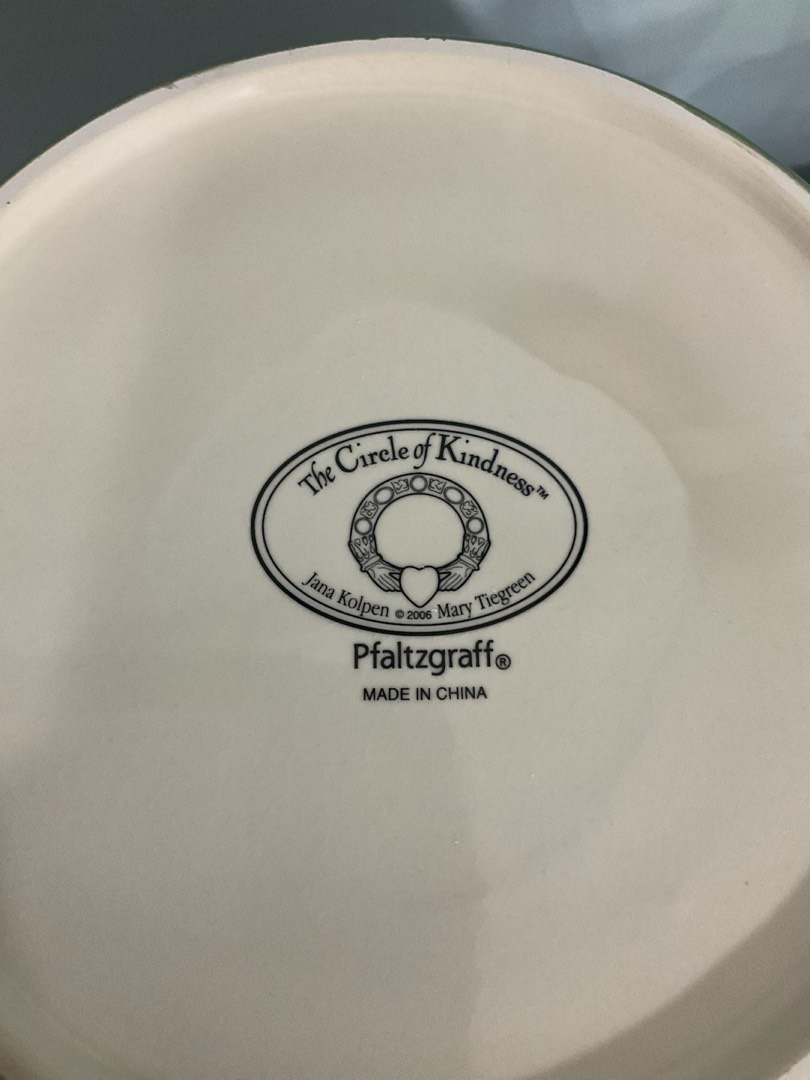 The Circle of Kindness™
Jana Kolpen © 2006 Mary Tiegreen
Pfaltzgraff®
MADE IN CHINA